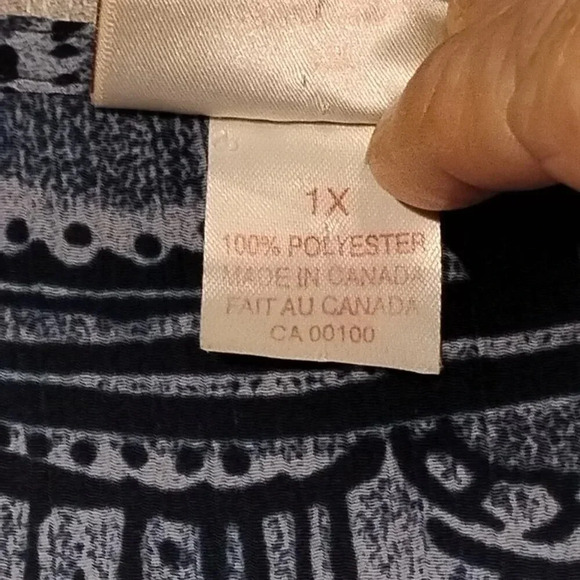 1X
100% POLYESTER
MADE IN CANADA
FAIT AU CANADA
CA 00100